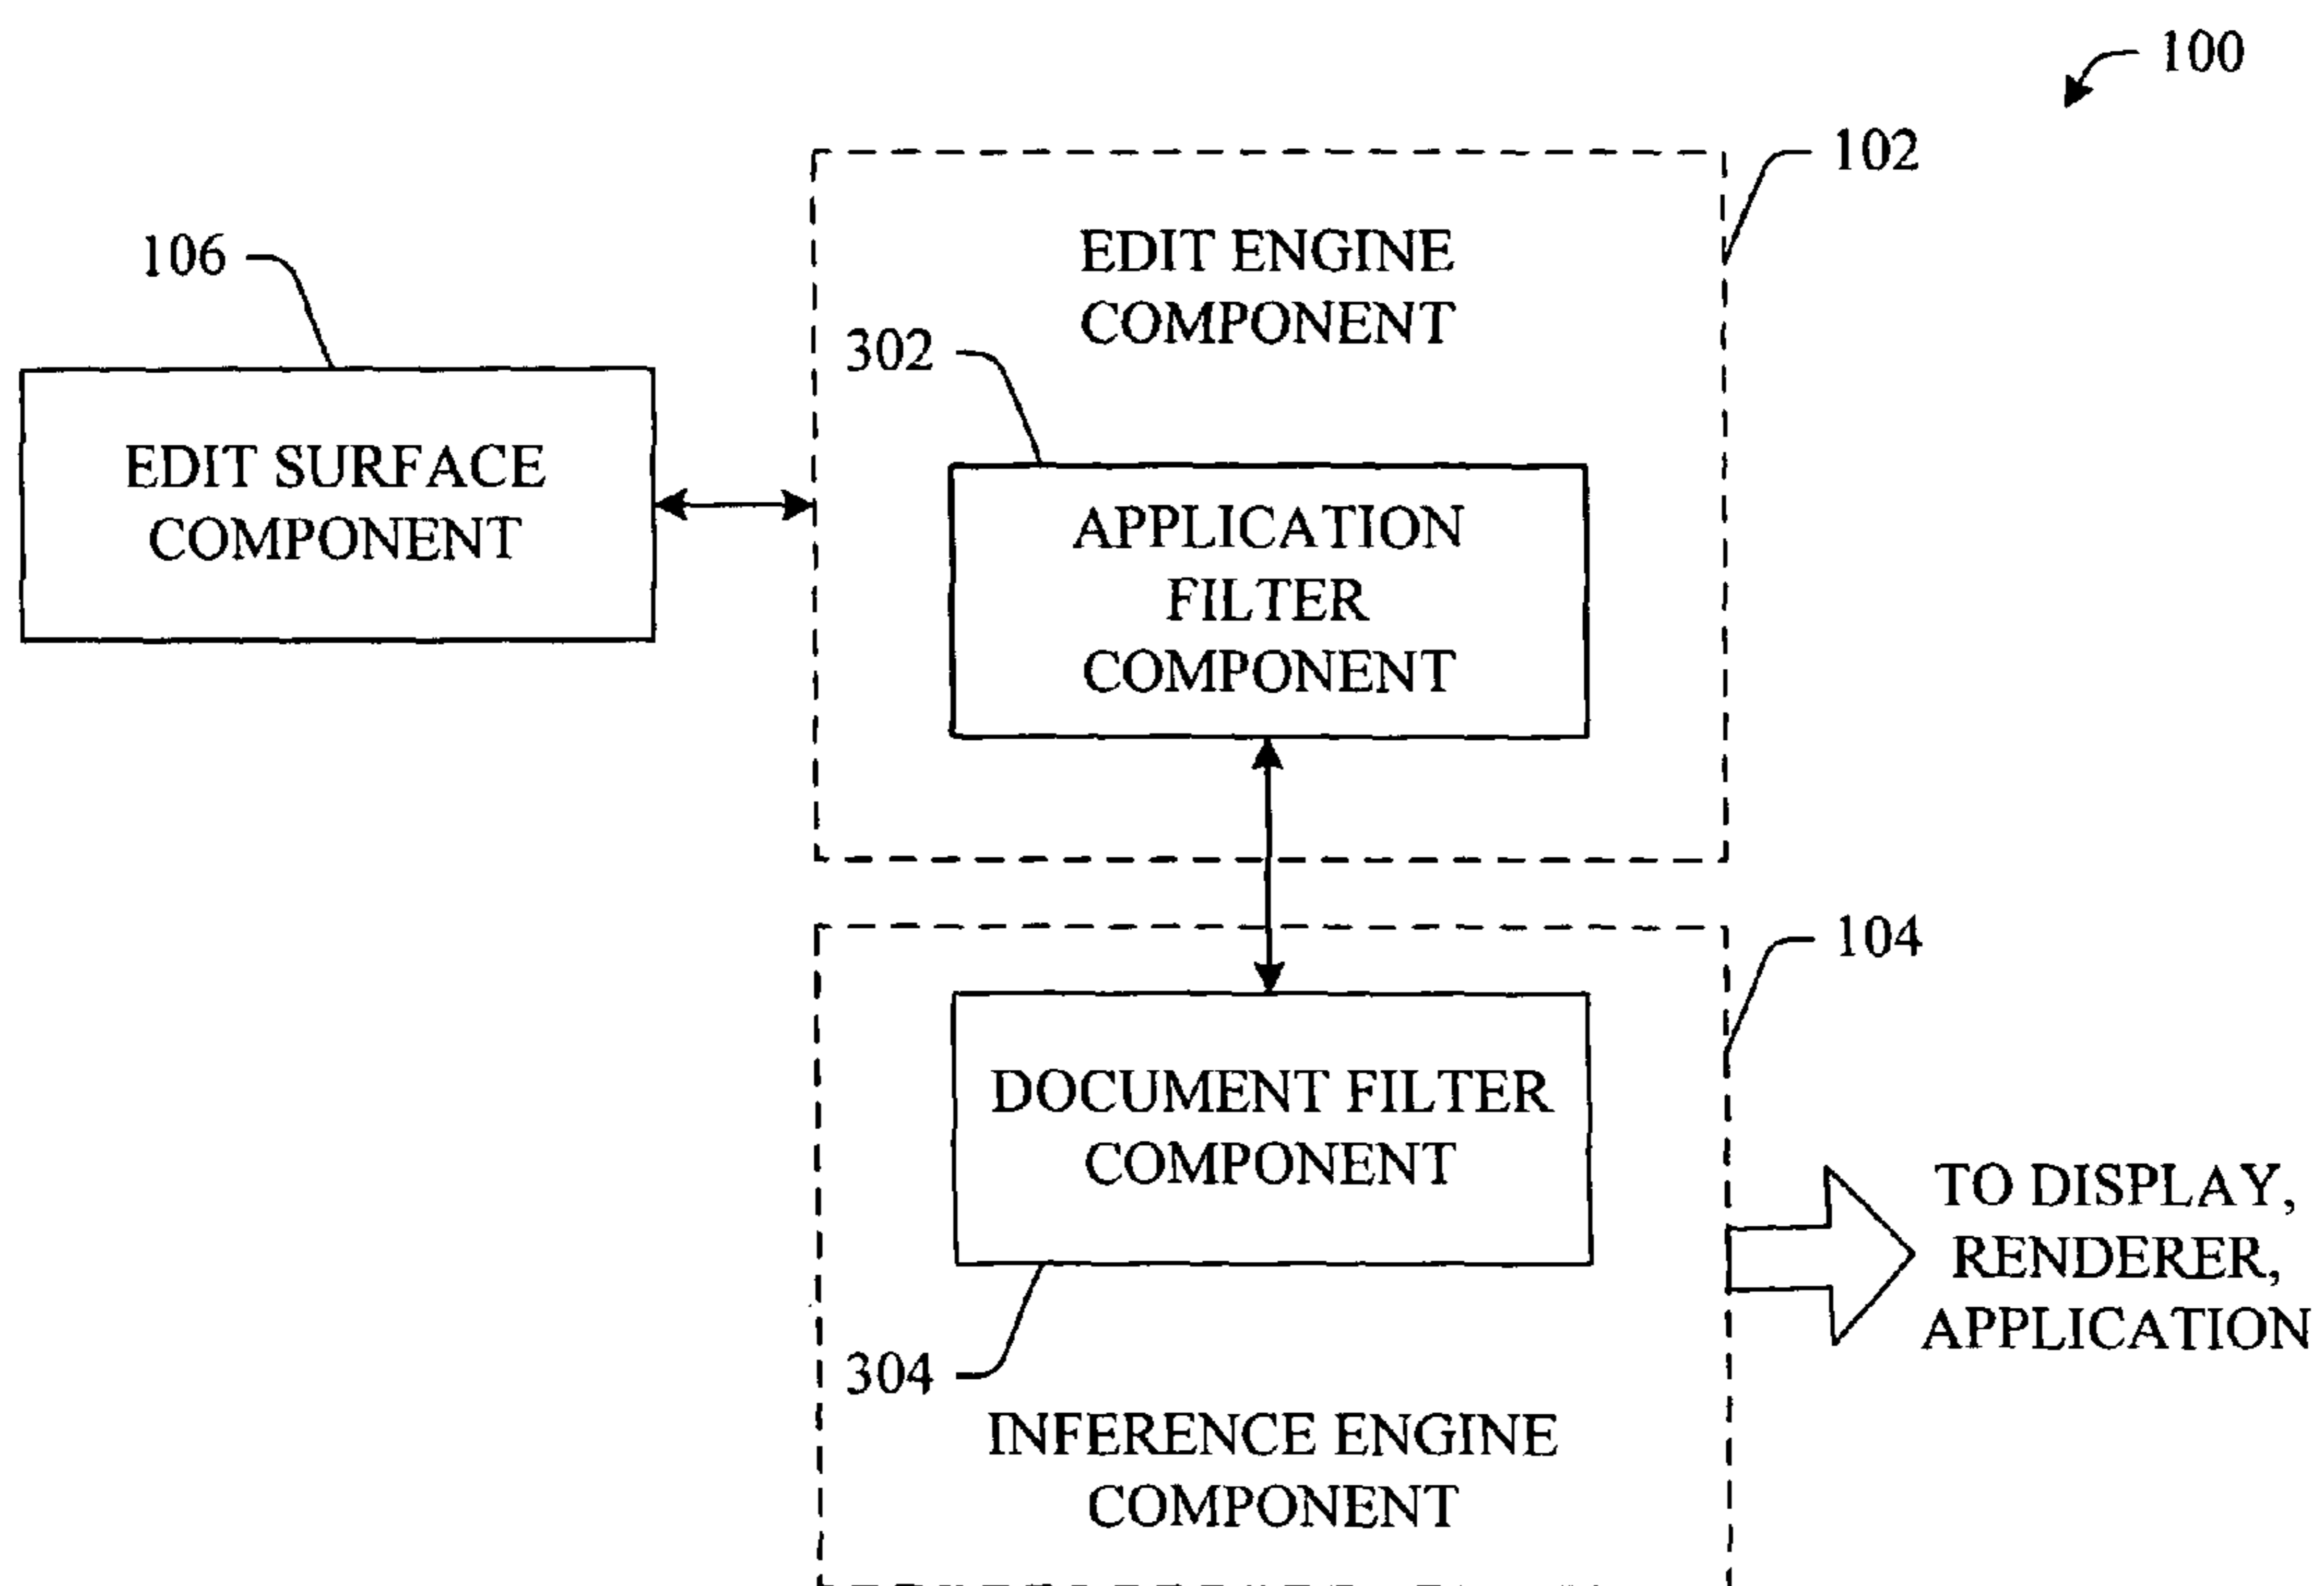 100
102
EDIT ENGINE
COMPONENT
106
302
EDIT SURFACE
COMPONENT
APPLICATION
FILTER
COMPONENT
104
DOCUMENT FILTER
COMPONENT
TO DISPLAY,
RENDERER,
APPLICATION
304
INFERENCE ENGINE
COMPONENT